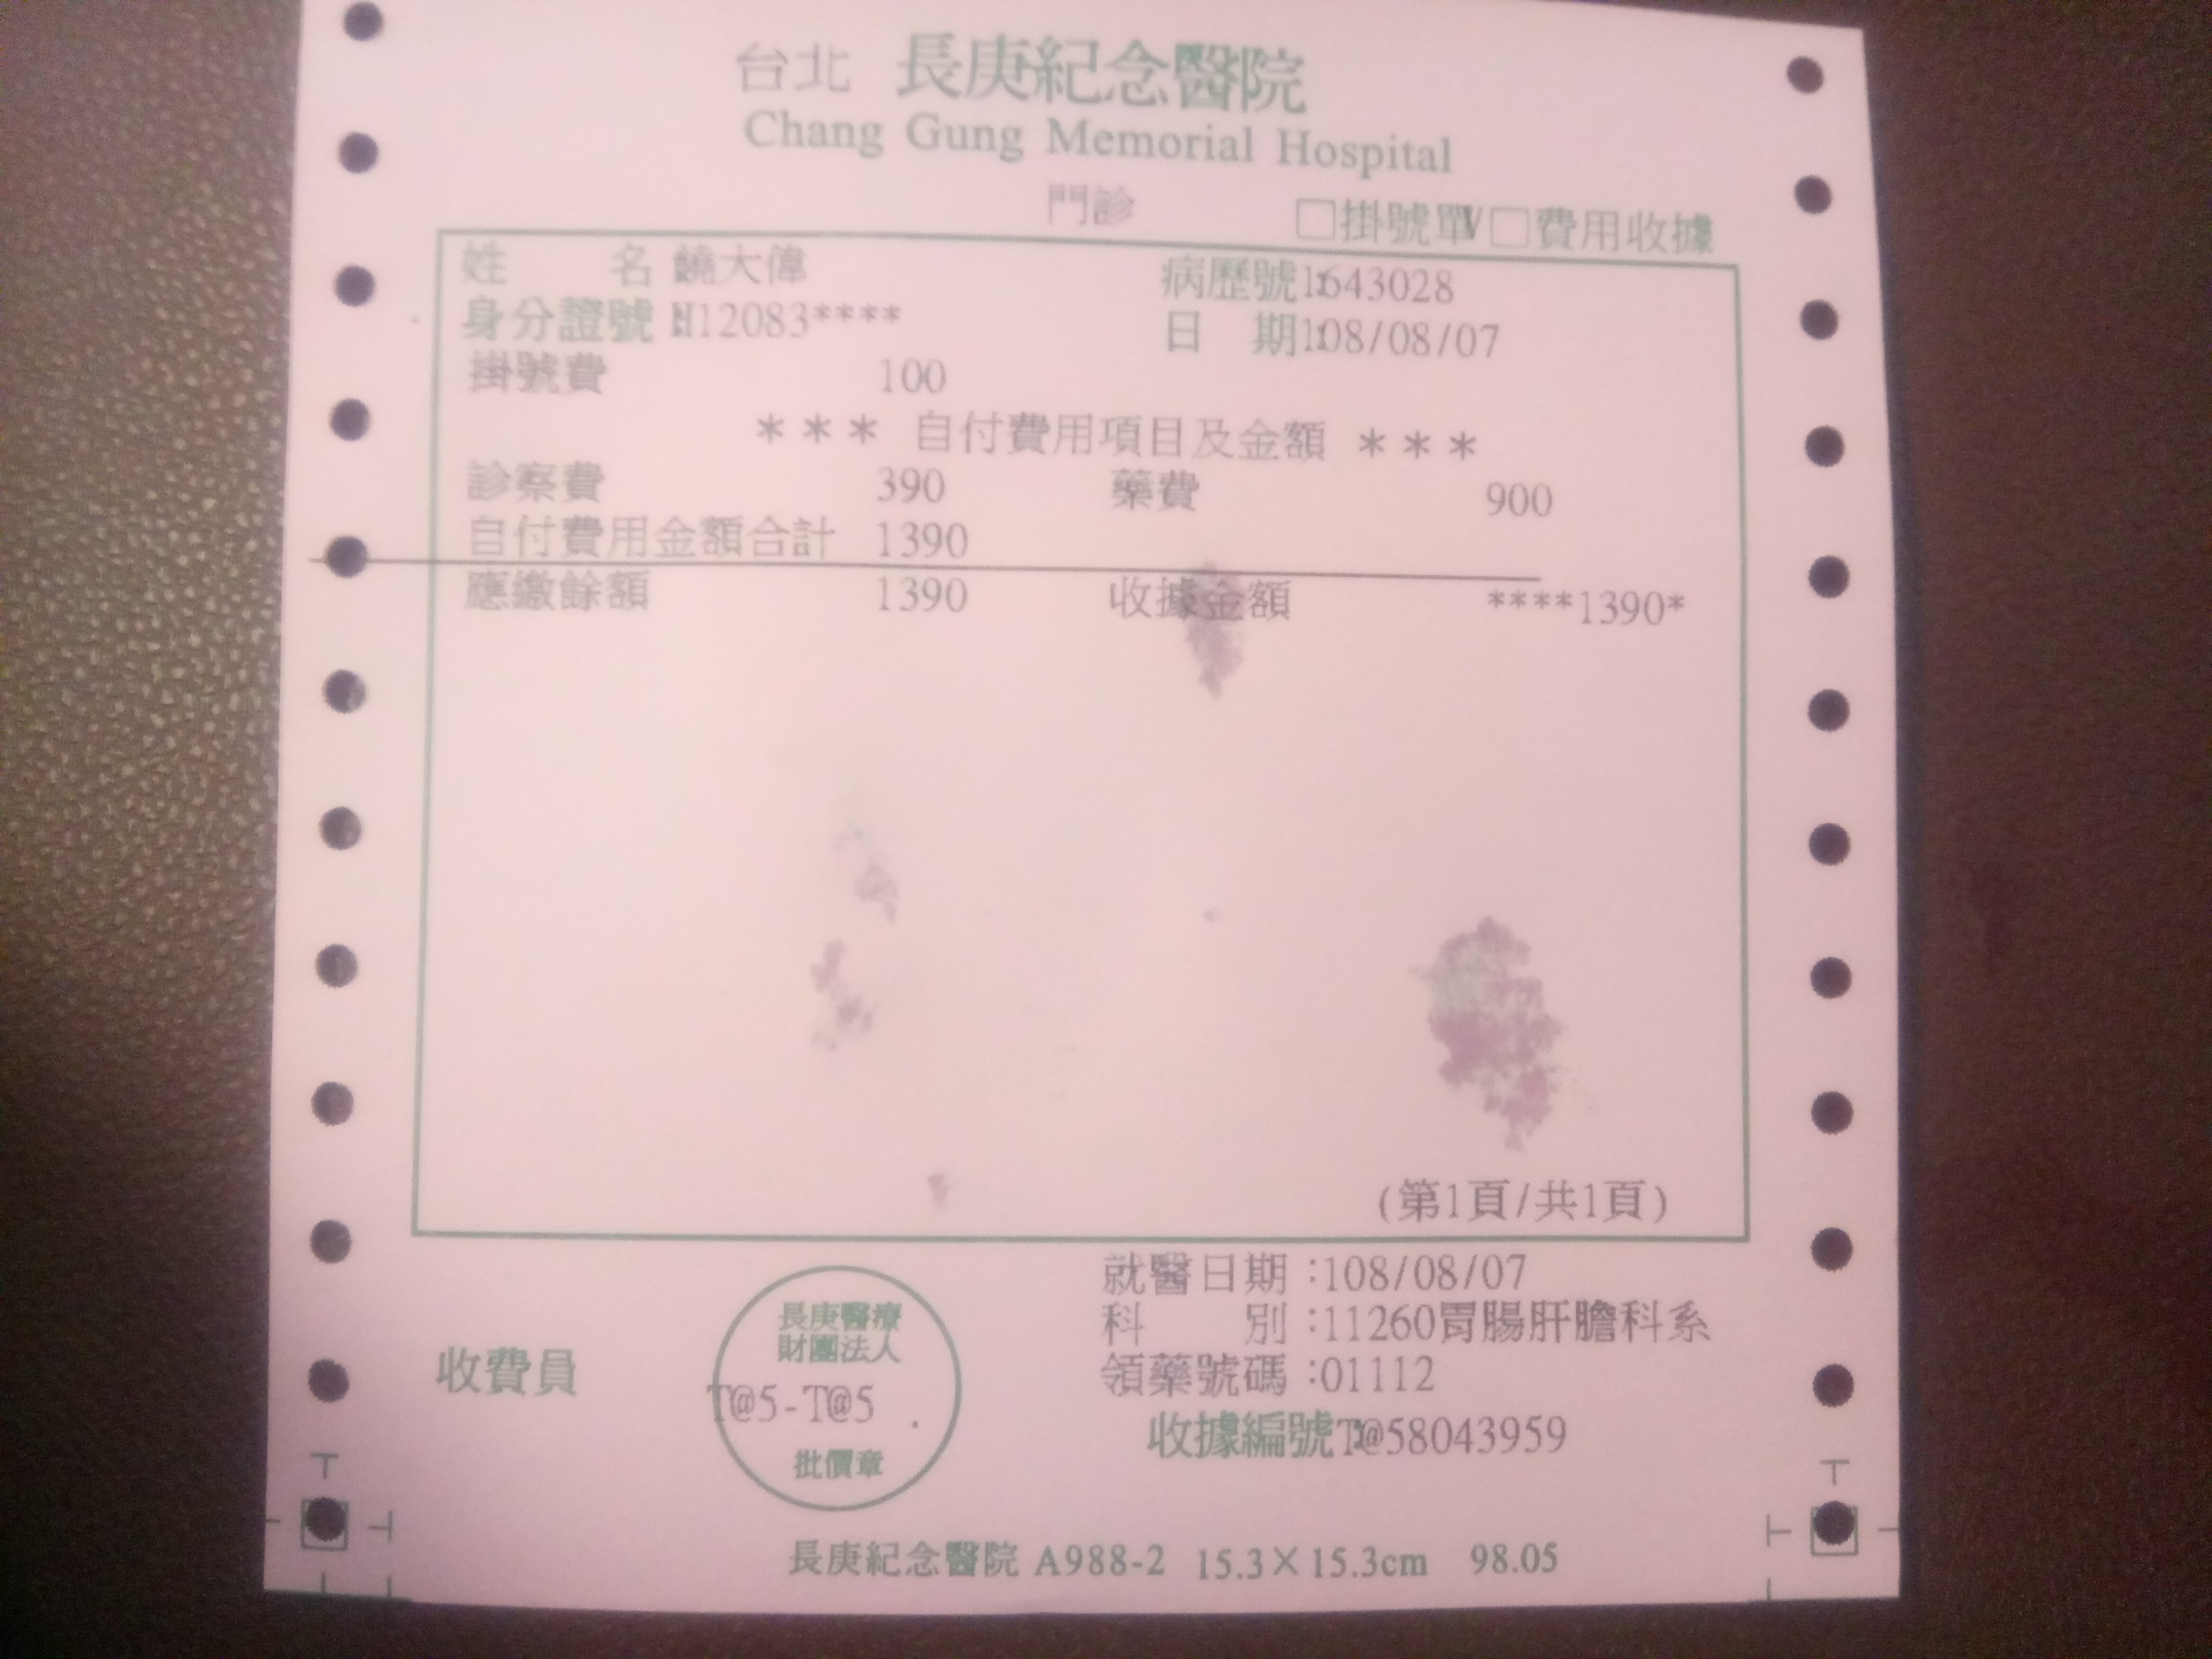 台北 長庚紀念醫院
Chang Gung Memorial Hospital
門診 □掛號單 V□費用收據
姓 名 饒大偉 病歷號:1643028
身分證號:H12083**** 日 期:108/08/07
掛號費 100
*** 自付費用項目及金額 ***
診察費 390 藥費 900
自付費用金額合計 1390
應繳餘額 1390 收據金額 ****1390*
(第1頁/共1頁)
就醫日期:108/08/07
科 別:11260胃腸肝膽科系
領藥號碼:01112
收據編號:T@58043959
收費員
長庚醫療
財團法人
T@5-T@5 .
批價章
長庚紀念醫院 A988-2 15.3×15.3cm 98.05